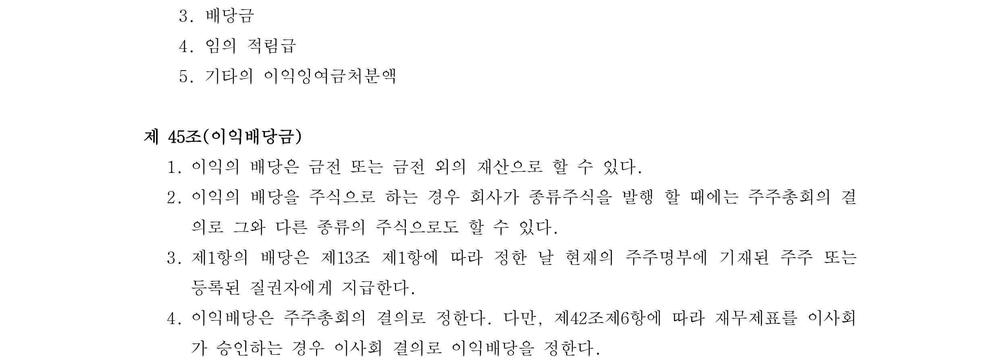 3. 배당금
4. 임의 적림급
5. 기타의 이익잉여금처분액
제 45조(이익배당금)
1. 이익의 배당은 금전 또는 금전 외의 재산으로 할 수 있다.
2. 이익의 배당을 주식으로 하는 경우 회사가 종류주식을 발행 할 때에는 주주총회의 결
의로 그와 다른 종류의 주식으로도 할 수 있다.
3. 제1항의 배당은 제13조 제1항에 따라 정한 날 현재의 주주명부에 기재된 주주 또는
등록된 질권자에게 지급한다.
4. 이익배당은 주주총회의 결의로 정한다. 다만, 제42조제6항에 따라 재무제표를 이사회
가 승인하는 경우 이사회 결의로 이익배당을 정한다.